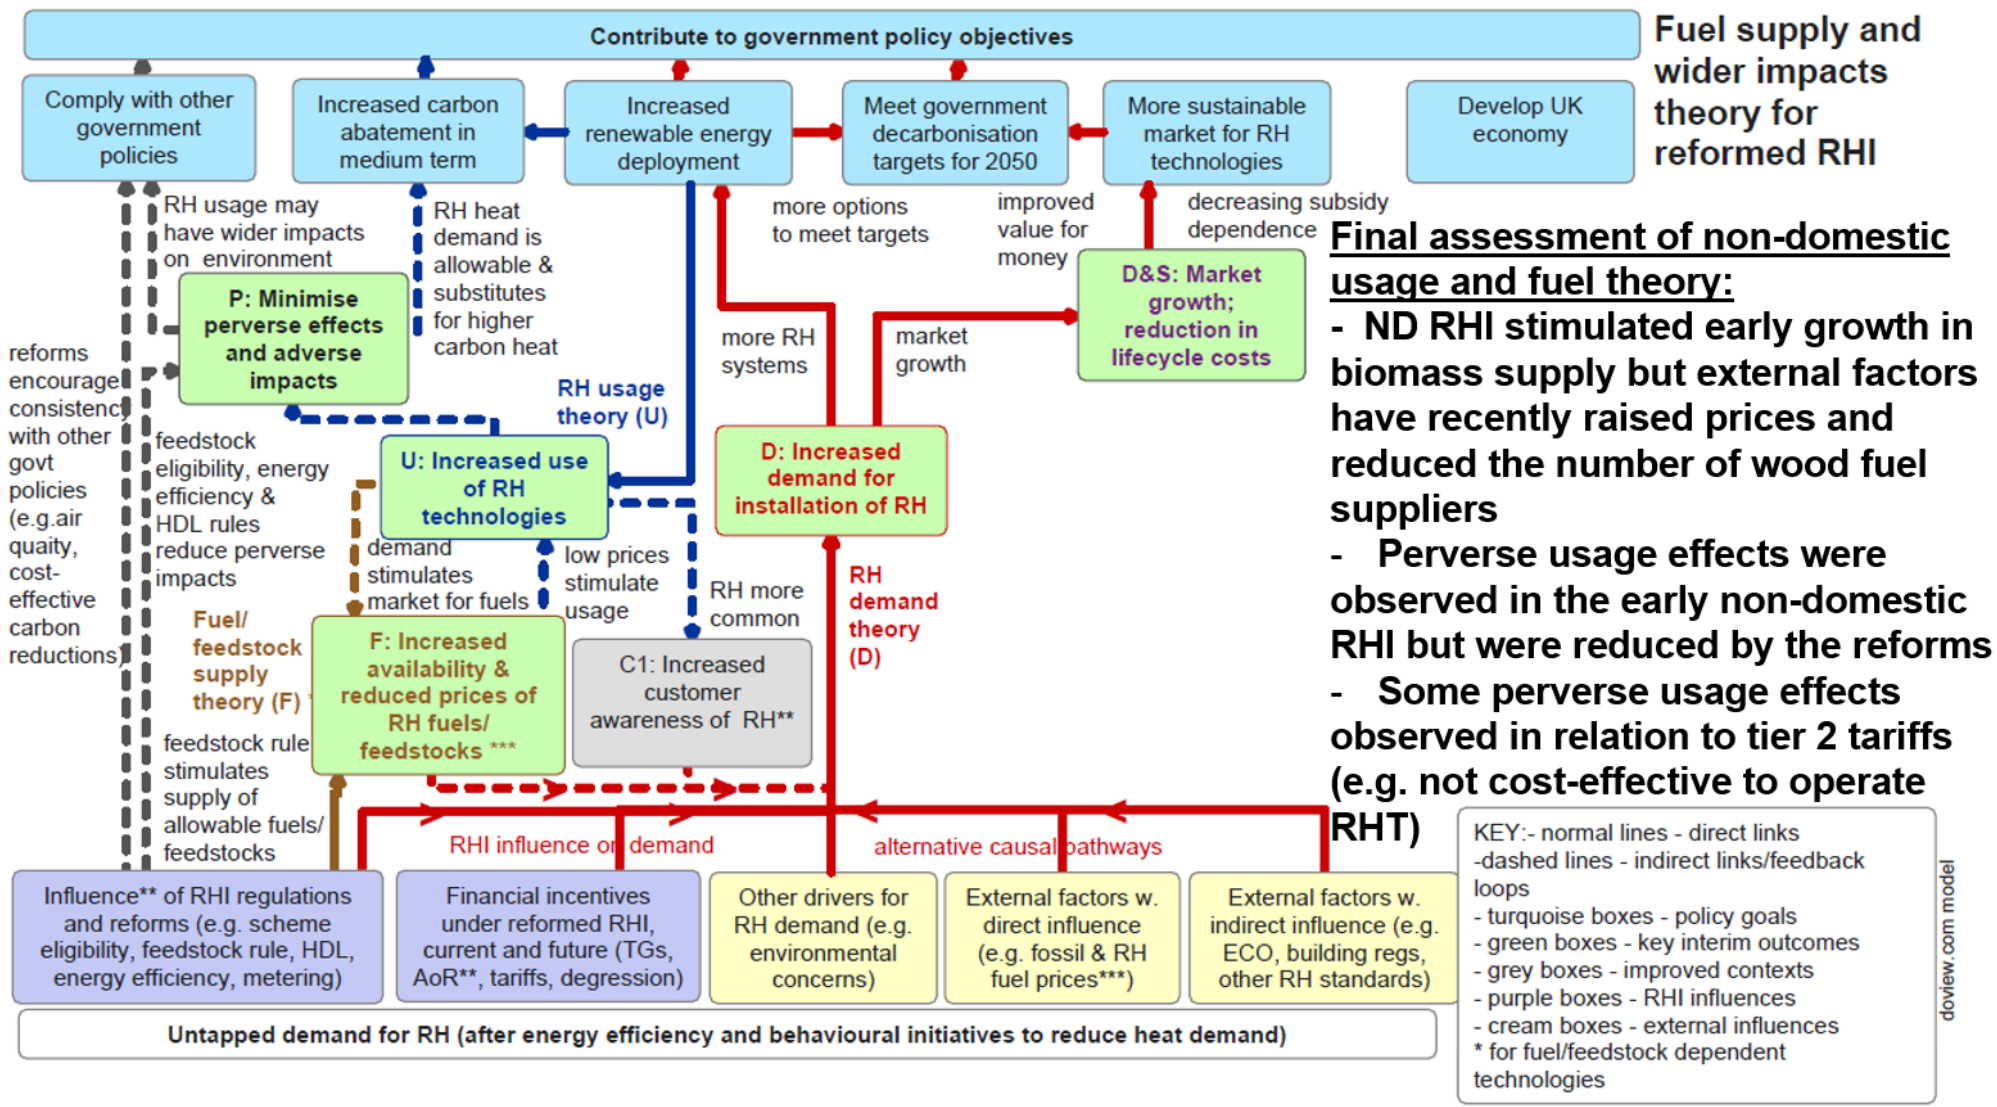 Contribute to government policy objectives
Fuel supply and
wider impacts
theory for
reformed RHI
Comply with other
government
policies
Increased carbon
abatement in
medium term
Increased
renewable energy
deployment
Meet government
decarbonisation
targets for 2050
More sustainable
market for RH
technologies
Develop UK
economy
RH usage may
have wider impacts
on environment
RH heat
demand is
allowable &
substitutes
for higher
carbon heat
more options
to meet targets
improved
value for
money
decreasing subsidy
dependence
P: Minimise
perverse effects
and adverse
impacts
D&S: Market
growth;
reduction in
lifecycle costs
more RH
systems
market
growth
reforms
encourage
consistency
with other
govt
policies
(e.g.air
quaity,
cost-
effective
carbon
reductions)
feedstock
eligibility, energy
efficiency &
HDL rules
reduce perverse
impacts
RH usage
theory (U)
U: Increased use
of RH
technologies
D: Increased
demand for
installation of RH
demand
stimulates
market for fuels
low prices
stimulate
usage
RH more
common
RH
demand
theory
(D)
Fuel/
feedstock
supply
theory (F) *
F: Increased
availability &
reduced prices of
RH fuels/
feedstocks ***
C1: Increased
customer
awareness of RH**
feedstock rule
stimulates
supply of
allowable fuels/
feedstocks
RHI influence on demand
alternative causal pathways
Influence** of RHI regulations
and reforms (e.g. scheme
eligibility, feedstock rule, HDL,
energy efficiency, metering)
Financial incentives
under reformed RHI,
current and future (TGs,
AoR**, tariffs, degression)
Other drivers for
RH demand (e.g.
environmental
concerns)
External factors w.
direct influence
(e.g. fossil & RH
fuel prices***)
External factors w.
indirect influence (e.g.
ECO, building regs,
other RH standards)
Untapped demand for RH (after energy efficiency and behavioural initiatives to reduce heat demand)
Final assessment of non-domestic
usage and fuel theory:
- ND RHI stimulated early growth in
biomass supply but external factors
have recently raised prices and
reduced the number of wood fuel
suppliers
- Perverse usage effects were
observed in the early non-domestic
RHI but were reduced by the reforms
- Some perverse usage effects
observed in relation to tier 2 tariffs
(e.g. not cost-effective to operate
RHT)
KEY:- normal lines - direct links
-dashed lines - indirect links/feedback
loops
- turquoise boxes - policy goals
- green boxes - key interim outcomes
- grey boxes - improved contexts
- purple boxes - RHI influences
- cream boxes - external influences
* for fuel/feedstock dependent
technologies
doview.com model